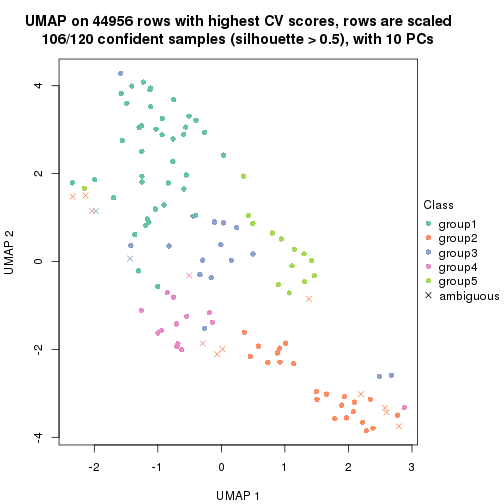 UMAP on 44956 rows with highest CV scores, rows are scaled
106/120 confident samples (silhouette > 0.5), with 10 PCs
4
2
0
-2
-4
UMAP 2
-2
-1
0
1
2
3
UMAP 1
Class
group1
group2
group3
group4
group5
ambiguous